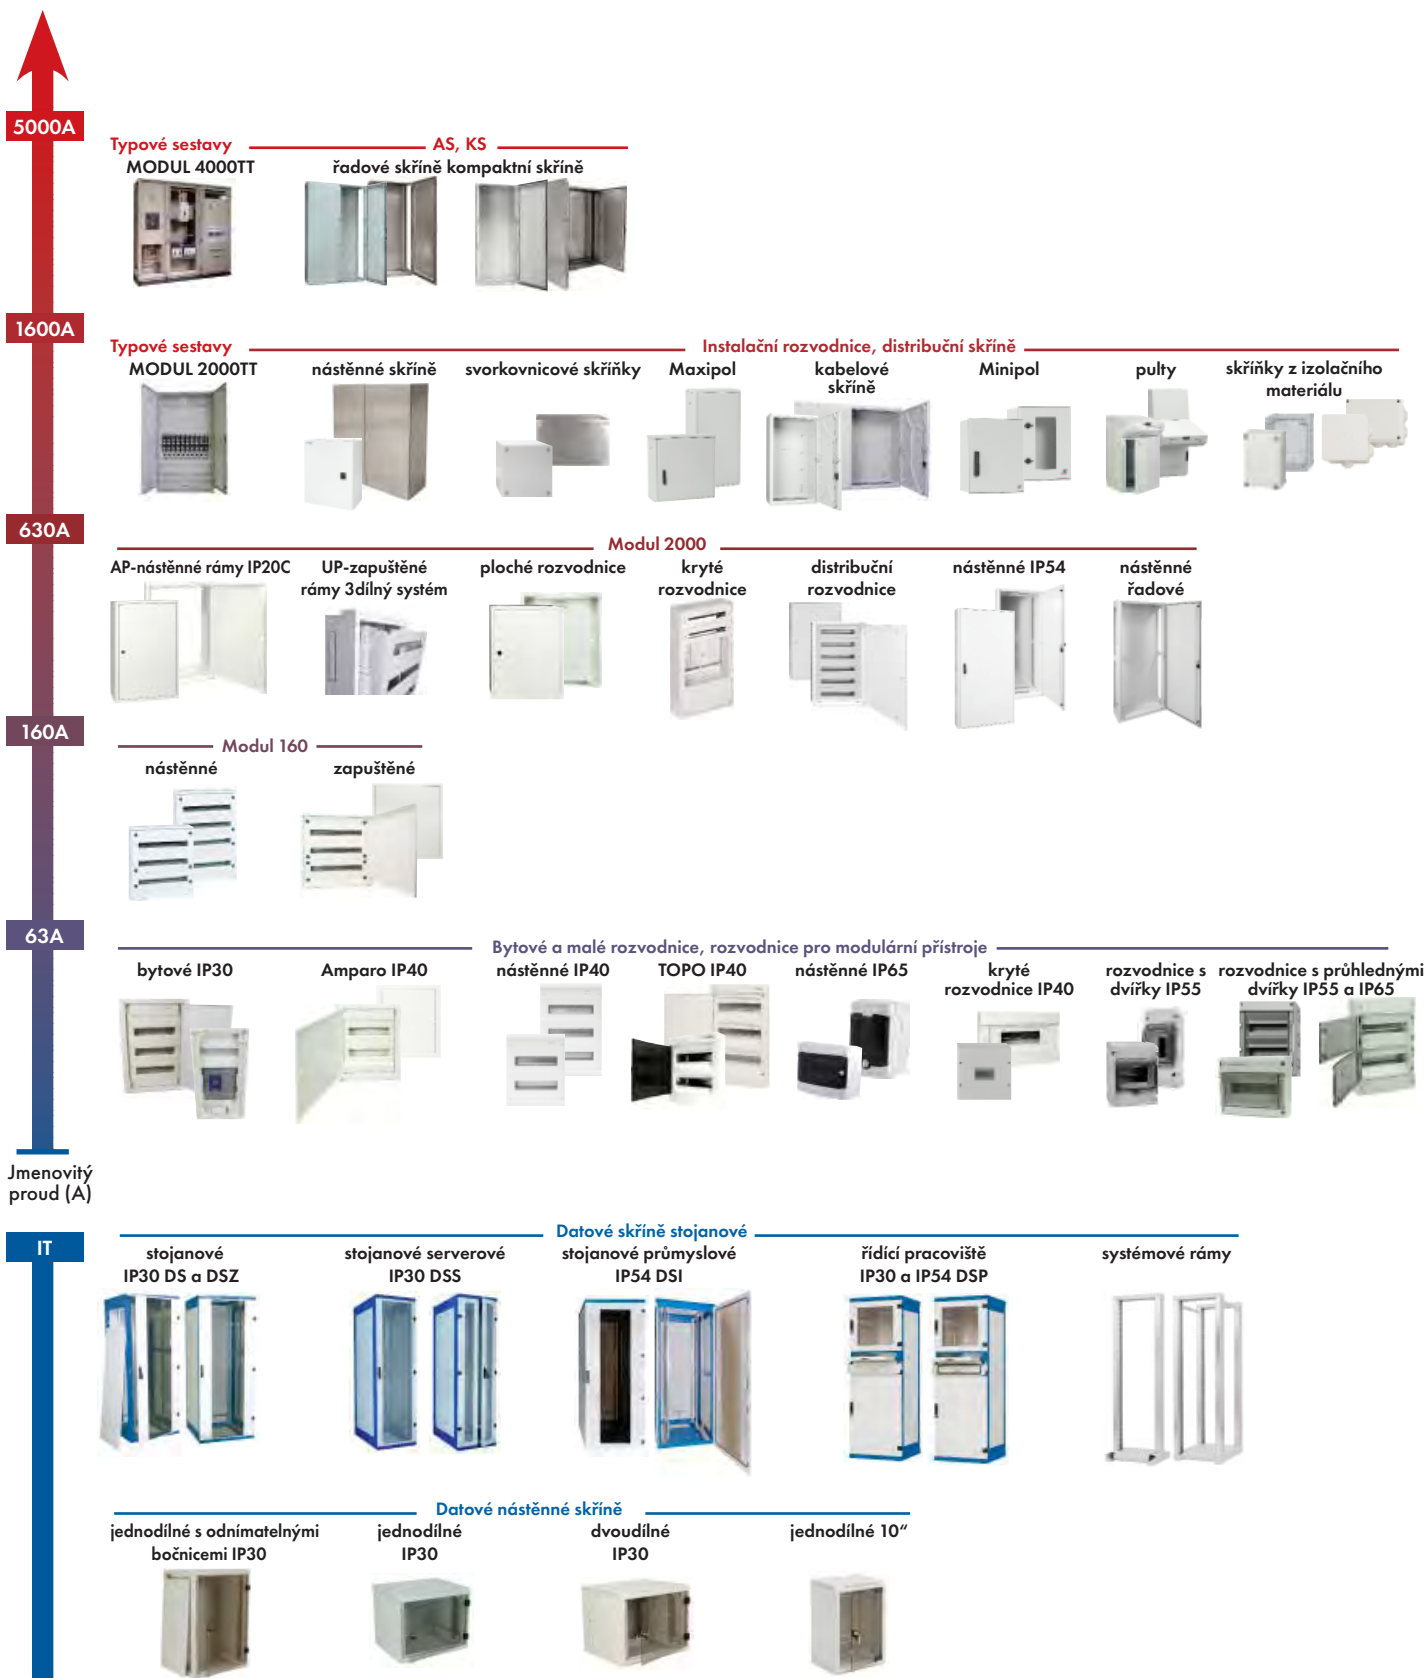 5000A
Typové sestavy
AS, KS
MODUL 4000TT
řadové skříně kompaktní skříně
1600A
Typové sestavy
Instalační rozvodnice, distribuční skříně
MODUL 2000TT
nástěnné skříně
svorkovnicové skříňky
Maxipol
kabelové
skříně
Minipol
pulty
skříňky z izolačního
materiálu
630A
Modul 2000
AP-nástěnné rámy IP20C
UP-zapuštěné
rámy 3dílný systém
ploché rozvodnice
kryté
rozvodnice
distribuční
rozvodnice
nástěnné IP54
nástěnné
řadové
160A
Modul 160
nástěnné
zapuštěné
63A
Bytové a malé rozvodnice, rozvodnice pro modulární přístroje
bytové IP30
Amparo IP40
nástěnné IP40
TOPO IP40
nástěnné IP65
kryté
rozvodnice IP40
rozvodnice s
dvířky IP55
rozvodnice s průhlednými
dvířky IP55 a IP65
Jmenovitý
proud (A)
IT
Datové skříně stojanové
stojanové
IP30 DS a DSZ
stojanové serverové
IP30 DSS
stojanové průmyslové
IP54 DSI
řídící pracoviště
IP30 a IP54 DSP
systémové rámy
Datové nástěnné skříně
jednodílné s odnímatelnými
bočnicemi IP30
jednodílné
IP30
dvoudílné
IP30
jednodílné 10“